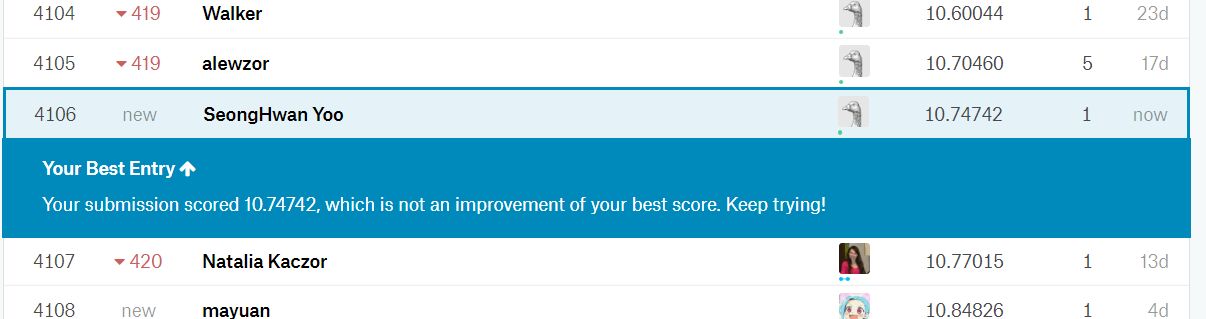 4104 419 Walker 10.60044 1 23d
4105 419 alewzor 10.70460 5 17d
4106 new SeongHwan Yoo 10.74742 1 now
Your Best Entry
Your submission scored 10.74742, which is not an improvement of your best score. Keep trying!
4107 420 Natalia Kaczor 10.77015 1 13d
4108 new mayuan 10.84826 1 4d